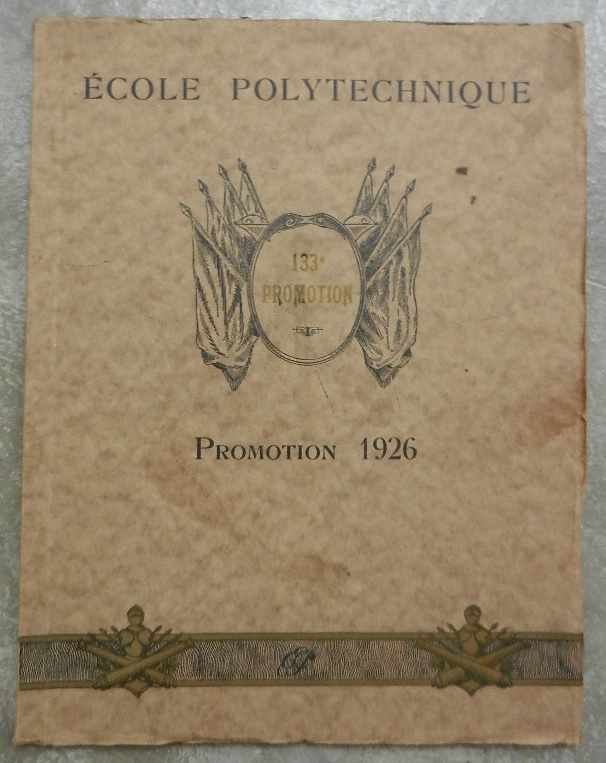 ÉCOLE POLYTECHNIQUE
133e
PROMOTION
PROMOTION 1926